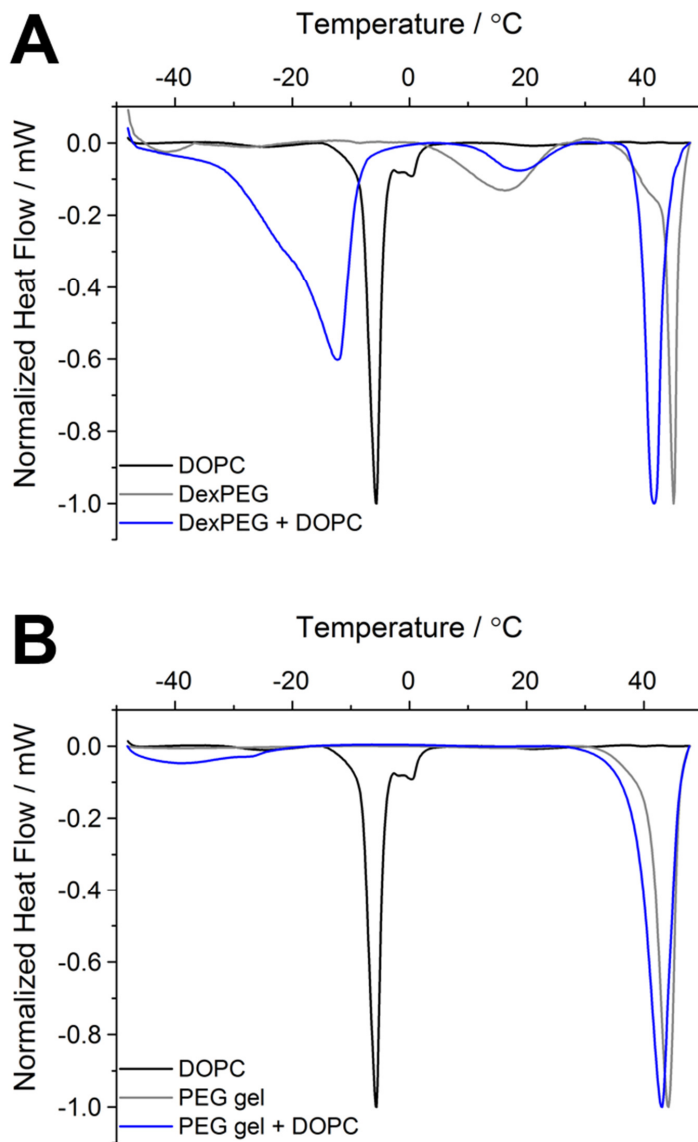 A
Temperature / °C
-40 -20 0 20 40
Normalized Heat Flow / mW
0.0
-0.2
-0.4
-0.6
-0.8
-1.0
DOPC
DexPEG
DexPEG + DOPC
B
Temperature / °C
-40 -20 0 20 40
Normalized Heat Flow / mW
0.0
-0.2
-0.4
-0.6
-0.8
-1.0
DOPC
PEG gel
PEG gel + DOPC